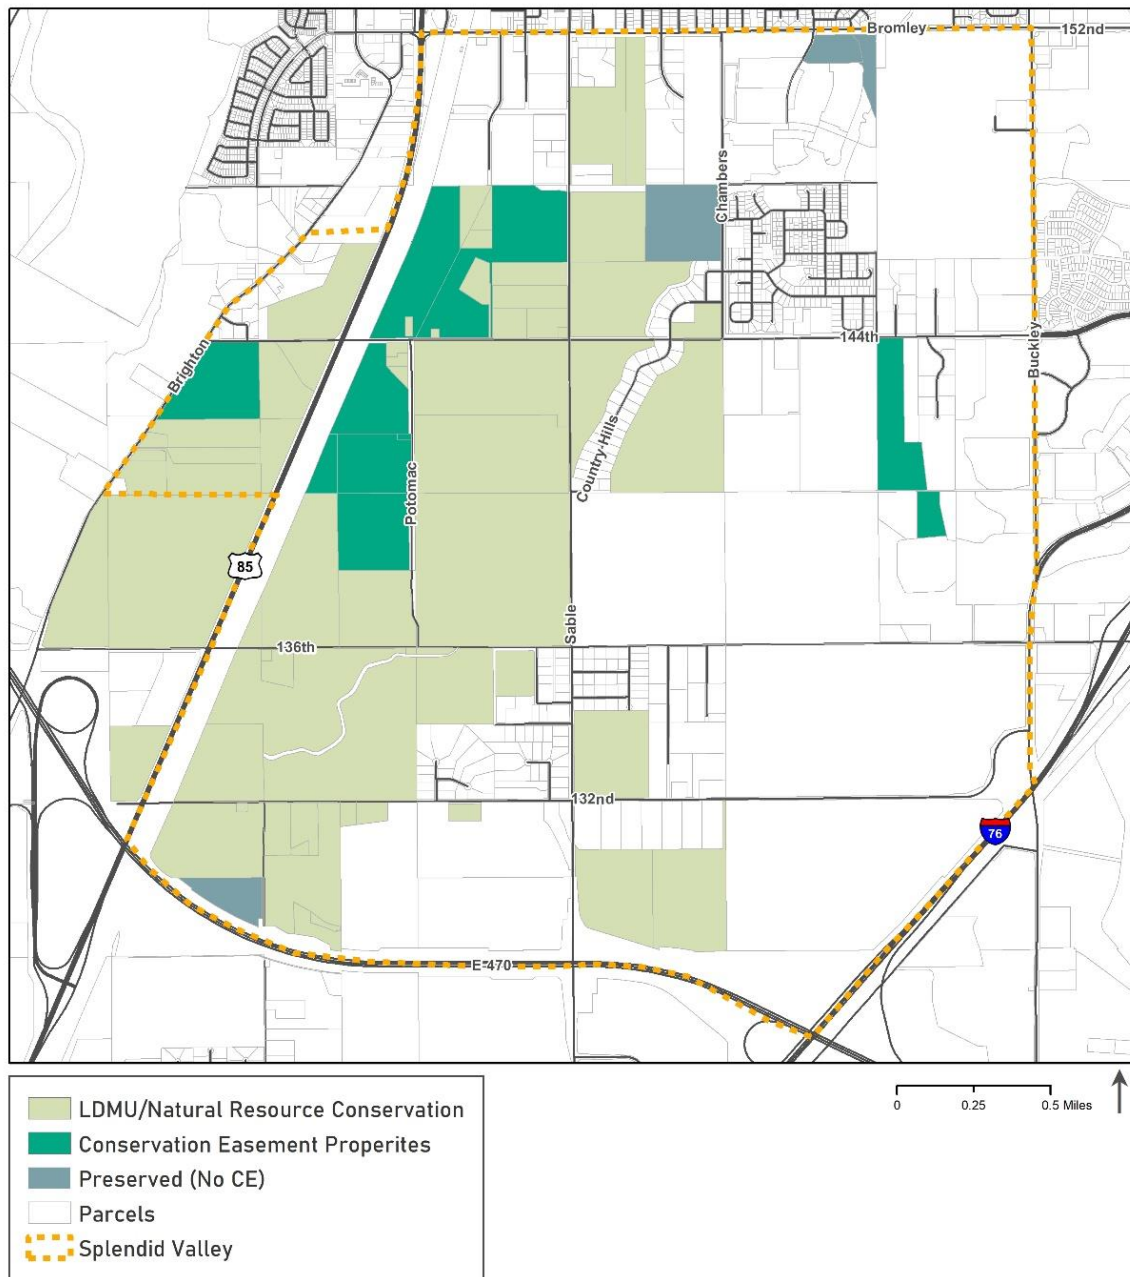 Bromley
152nd
Chambers
144th
Brighton
Buckley
Country Hills
Potomac
85
Sable
136th
132nd
76
E-470
0 0.25 0.5 Miles
LDMU/Natural Resource Conservation
Conservation Easement Properites
Preserved (No CE)
Parcels
Splendid Valley